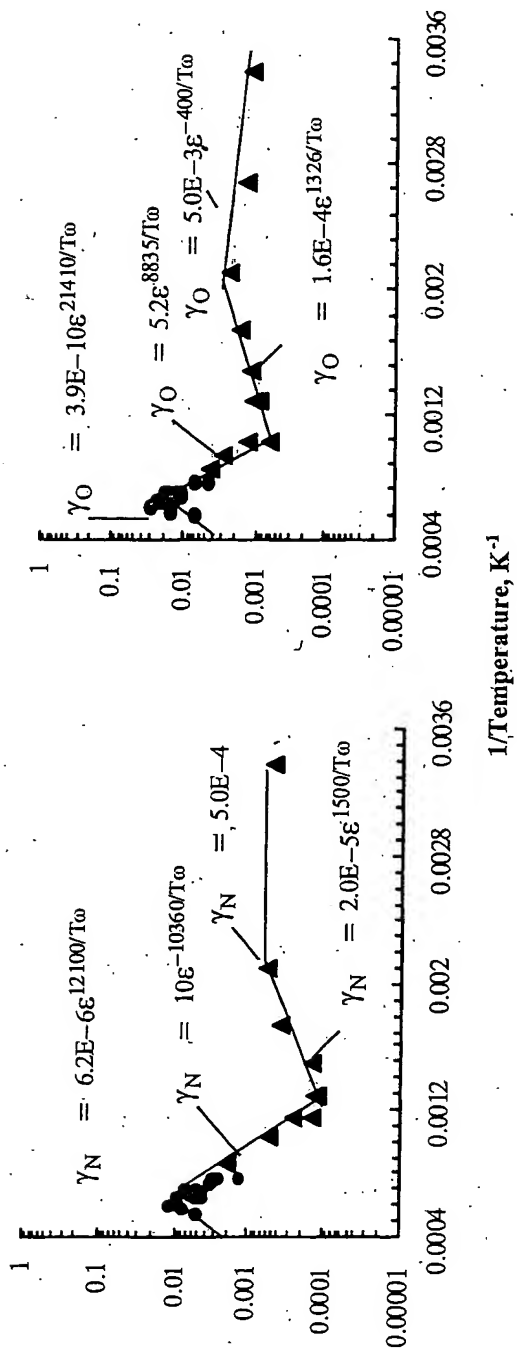 1
0.1
0.01
0.001
0.0001
0.00001
0.0004
0.0012
0.002
0.0028
0.0036
γN = 6.2E−6ε^12100/Tω
γN = 10ε^−10360/Tω
γN = 5.0E−4
γN = 2.0E−5ε^1500/Tω
1
0.1
0.01
0.001
0.0001
0.00001
0.0004
0.0012
0.002
0.0028
0.0036
γO = 3.9E−10ε^21410/Tω
γO = 5.2ε^8835/Tω
γO = 5.0E−3ε^−400/Tω
γO = 1.6E−4ε^1326/Tω
1/Temperature, K⁻¹